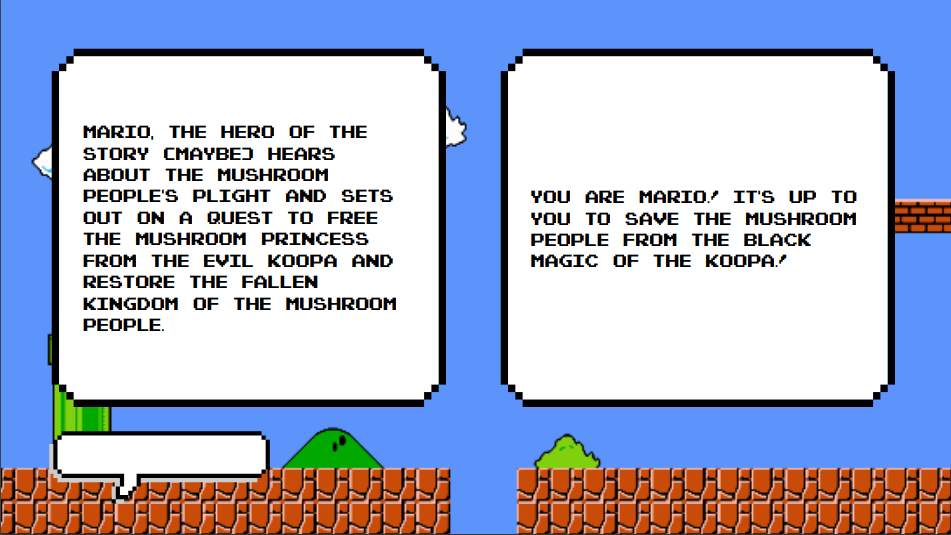 MARIO, THE HERO OF THE
STORY (MAYBE) HEARS
ABOUT THE MUSHROOM
PEOPLE'S PLIGHT AND SETS
OUT ON A QUEST TO FREE
THE MUSHROOM PRINCESS
FROM THE EVIL KOOPA AND
RESTORE THE FALLEN
KINGDOM OF THE MUSHROOM
PEOPLE.
YOU ARE MARIO! IT'S UP TO
YOU TO SAVE THE MUSHROOM
PEOPLE FROM THE BLACK
MAGIC OF THE KOOPA!